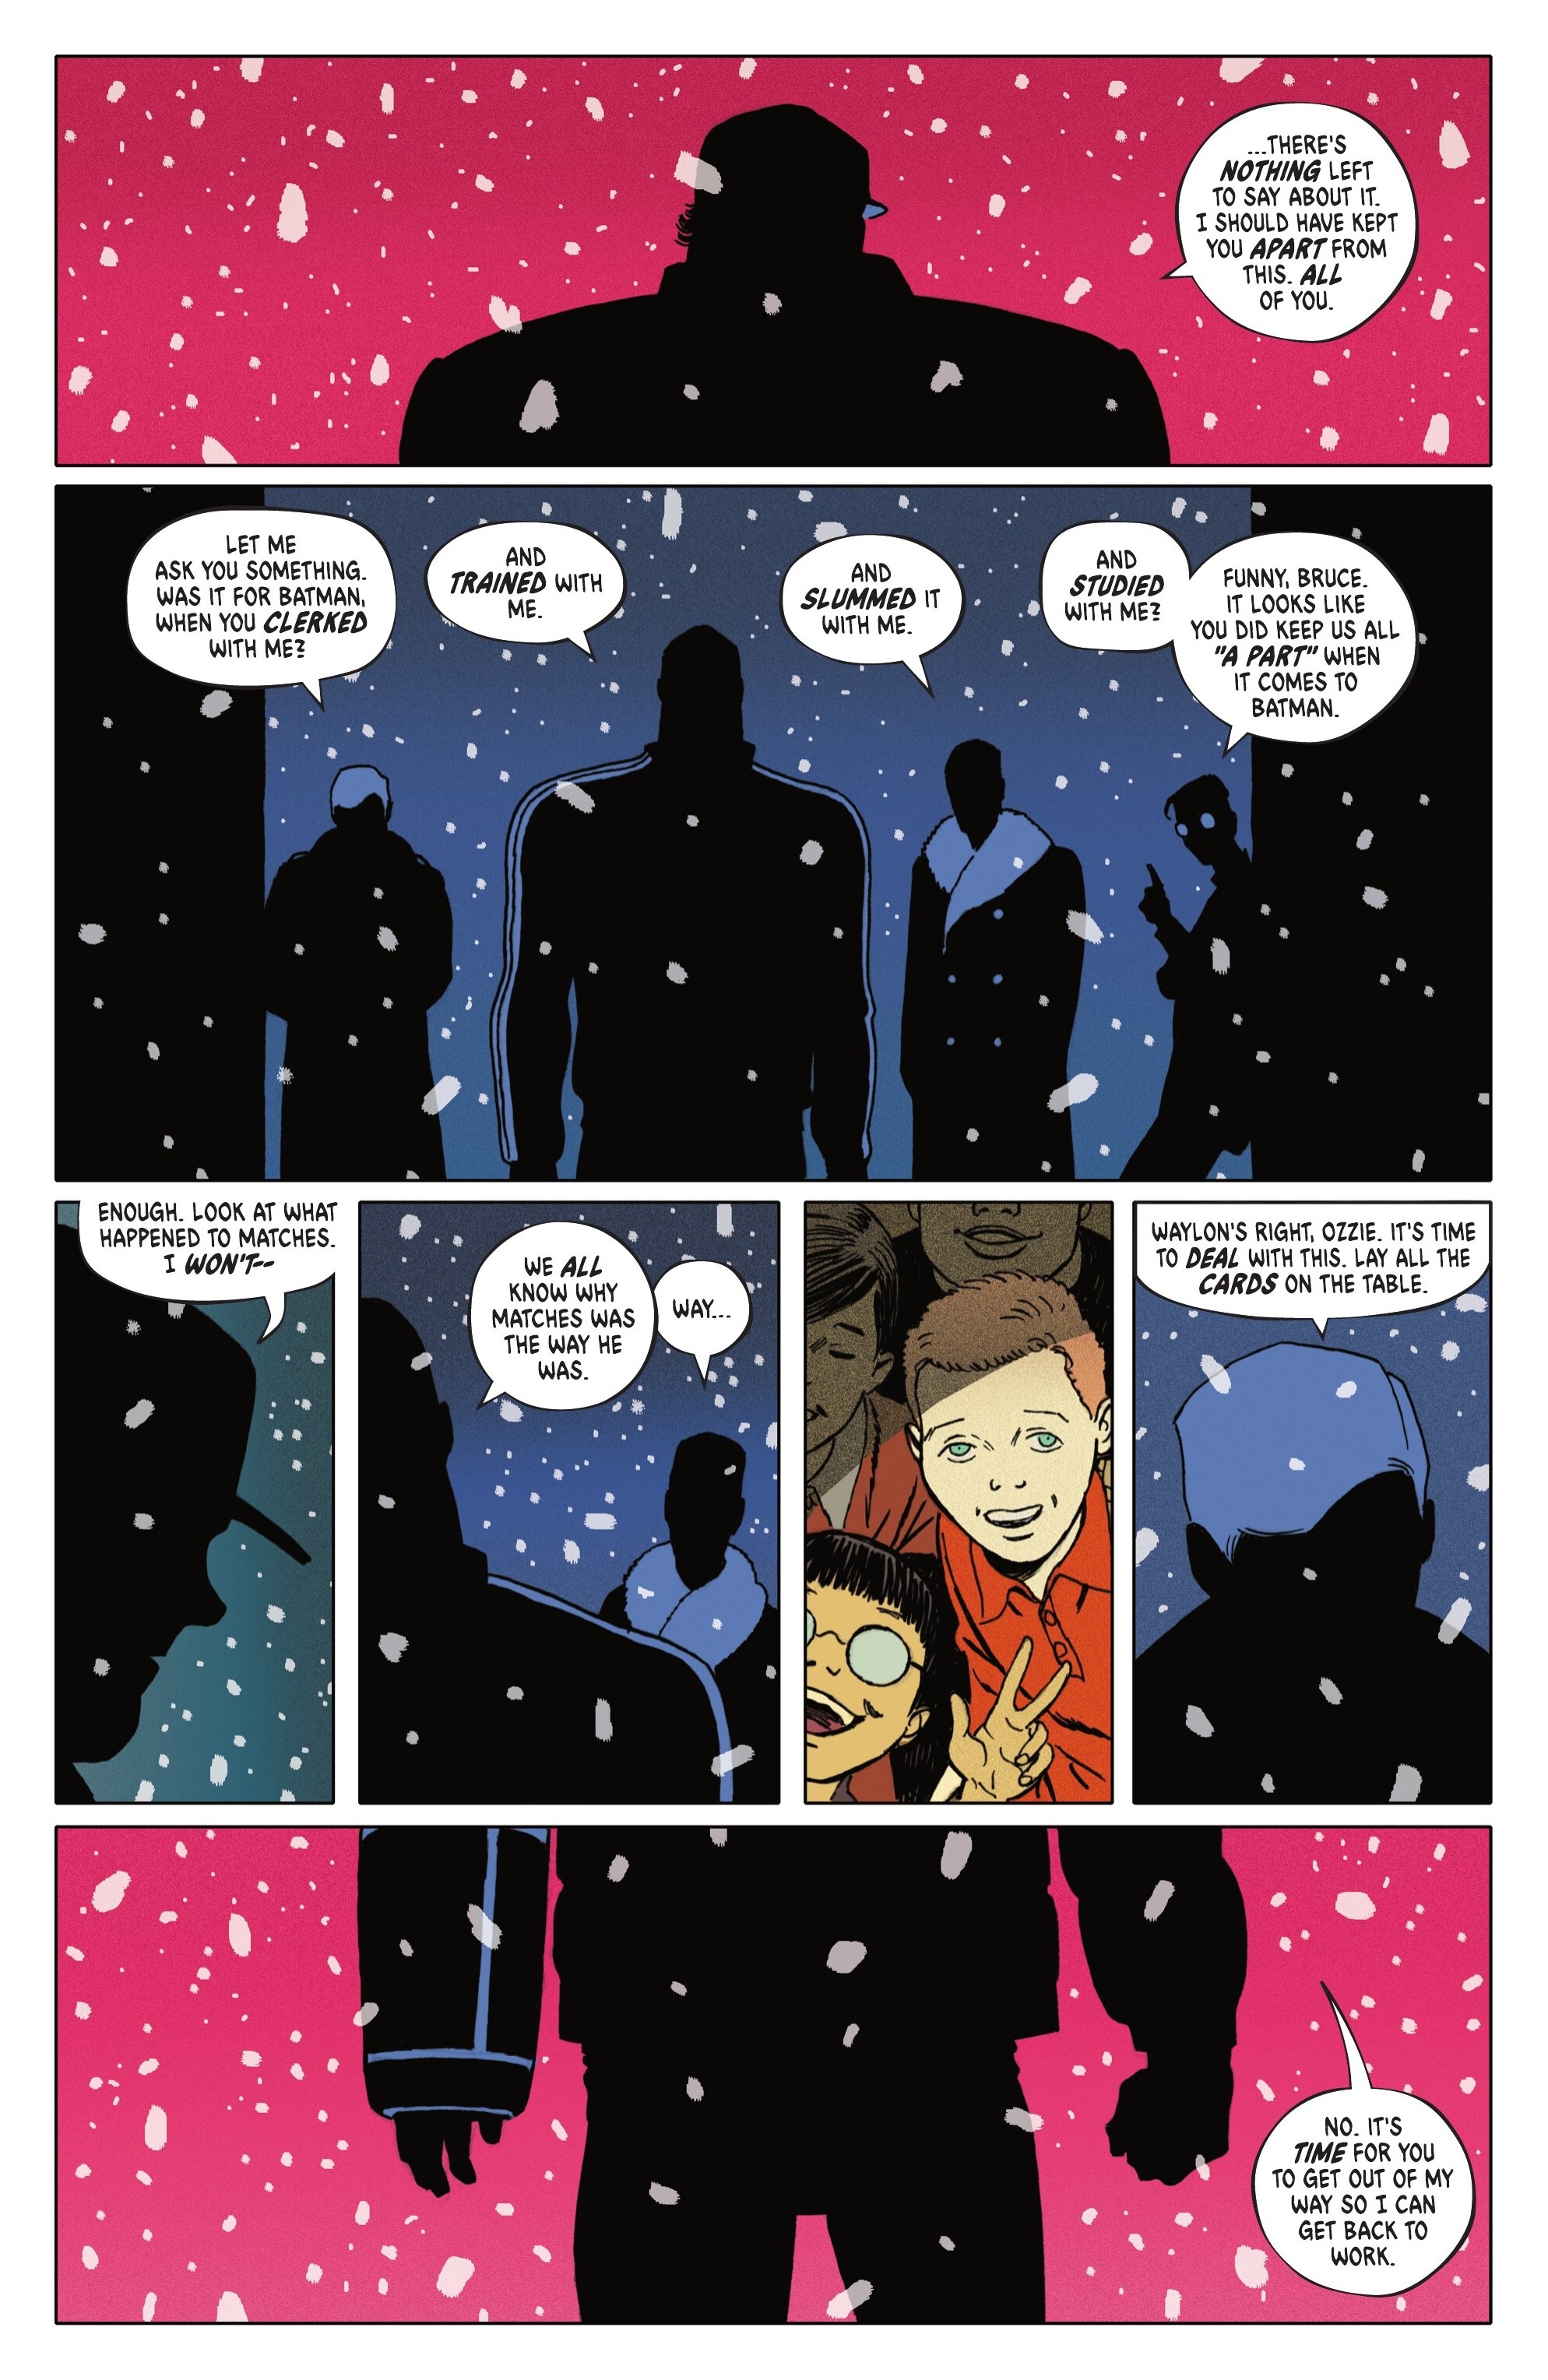 ...THERE'S
NOTHING LEFT
TO SAY ABOUT IT.
I SHOULD HAVE KEPT
YOU APART FROM
THIS. ALL
OF YOU.
LET ME
ASK YOU SOMETHING.
WAS IT FOR BATMAN,
WHEN YOU CLERKED
WITH ME?
AND
TRAINED WITH
ME.
AND
SLUMMED IT
WITH ME.
AND
STUDIED
WITH ME?
FUNNY, BRUCE.
IT LOOKS LIKE
YOU DID KEEP US ALL
"A PART" WHEN
IT COMES TO
BATMAN.
ENOUGH. LOOK AT WHAT
HAPPENED TO MATCHES.
I WON'T--
WE ALL
KNOW WHY
MATCHES WAS
THE WAY HE
WAS.
WAY...
WAYLON'S RIGHT, OZZIE. IT'S TIME
TO DEAL WITH THIS. LAY ALL THE
CARDS ON THE TABLE.
NO. IT'S
TIME FOR YOU
TO GET OUT OF MY
WAY SO I CAN
GET BACK TO
WORK.